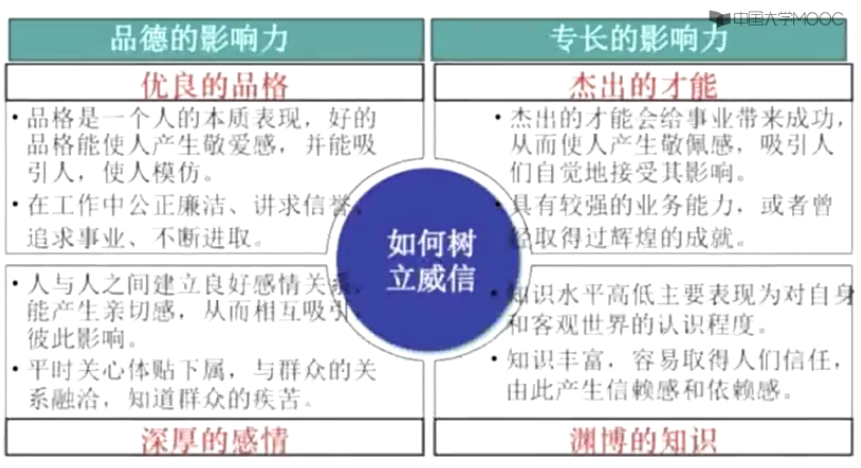 中国大学MOOC
品德的影响力
专长的影响力
优良的品格
杰出的才能
•品格是一个人的本质表现，好的
品格能使人产生敬爱感，并能吸
引人，使人模仿。
•在工作中公正廉洁、讲求信誉、
追求事业、不断进取。
•杰出的才能会给事业带来成功，
从而使人产生敬佩感，吸引人
们自觉地接受其影响。
•具有较强的业务能力，或者曾
经取得过辉煌的成就。
如何树
立威信
•人与人之间建立良好感情关系，
能产生亲切感，从而相互吸引，
彼此影响。
•平时关心体贴下属，与群众的关
系融洽，知道群众的疾苦。
•知识水平高低主要表现为对自身
和客观世界的认识程度。
•知识丰富，容易取得人们信任，
由此产生信赖感和依赖感。
深厚的感情
渊博的知识